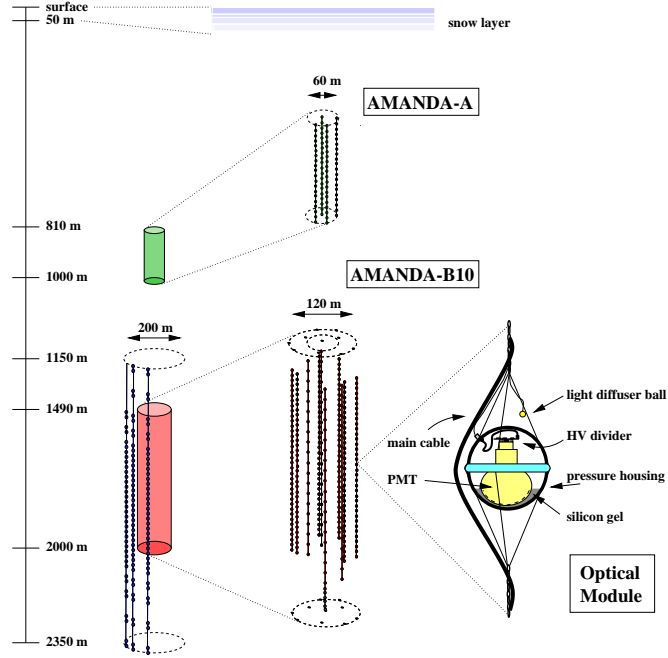 surface
50 m
snow layer
60 m
AMANDA-A
810 m
1000 m
AMANDA-B10
200 m
120 m
1150 m
1490 m
light diffuser ball
main cable
HV divider
PMT
pressure housing
silicon gel
2000 m
Optical
Module
2350 m